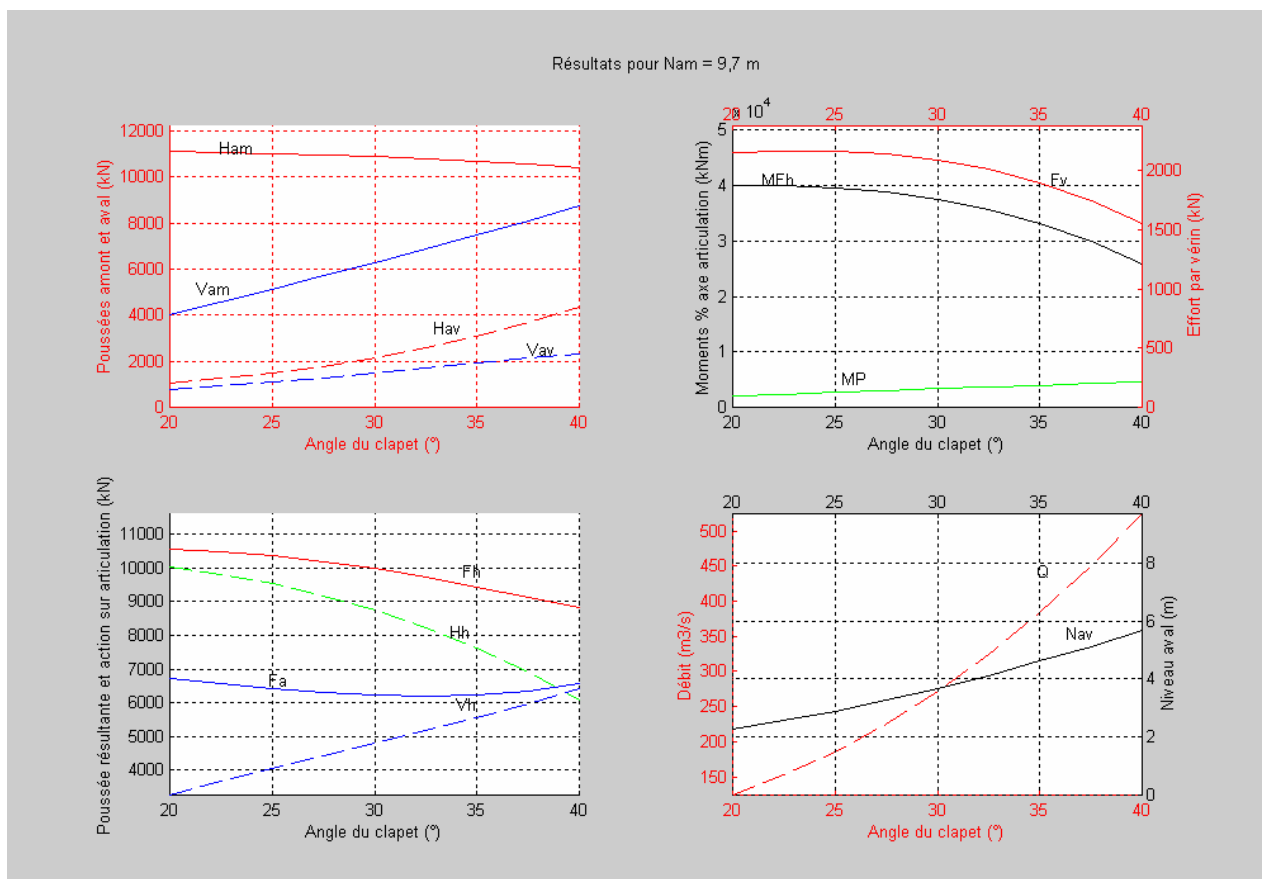 Résultats pour Nam = 9,7 m
12000
10000
8000
6000
4000
2000
0
Poussées amont et aval (kN)
Ham
Vam
Hav
Vav
20
25
30
35
40
Angle du clapet (°)
20
x 10^4
25
30
35
40
5
4
3
2
1
0
Moments % axe articulation (kNm)
MFh
Fv
MP
2000
1500
1000
500
0
Effort par vérin (kN)
20
25
30
35
40
Angle du clapet (°)
11000
10000
9000
8000
7000
6000
5000
4000
Poussée résultante et action sur articulation (kN)
Fh
Hh
Fa
Vh
20
25
30
35
40
Angle du clapet (°)
20
25
30
35
40
500
450
400
350
300
250
200
150
Débit (m3/s)
Q
Nav
8
6
4
2
0
Niveau aval (m)
20
25
30
35
40
Angle du clapet (°)